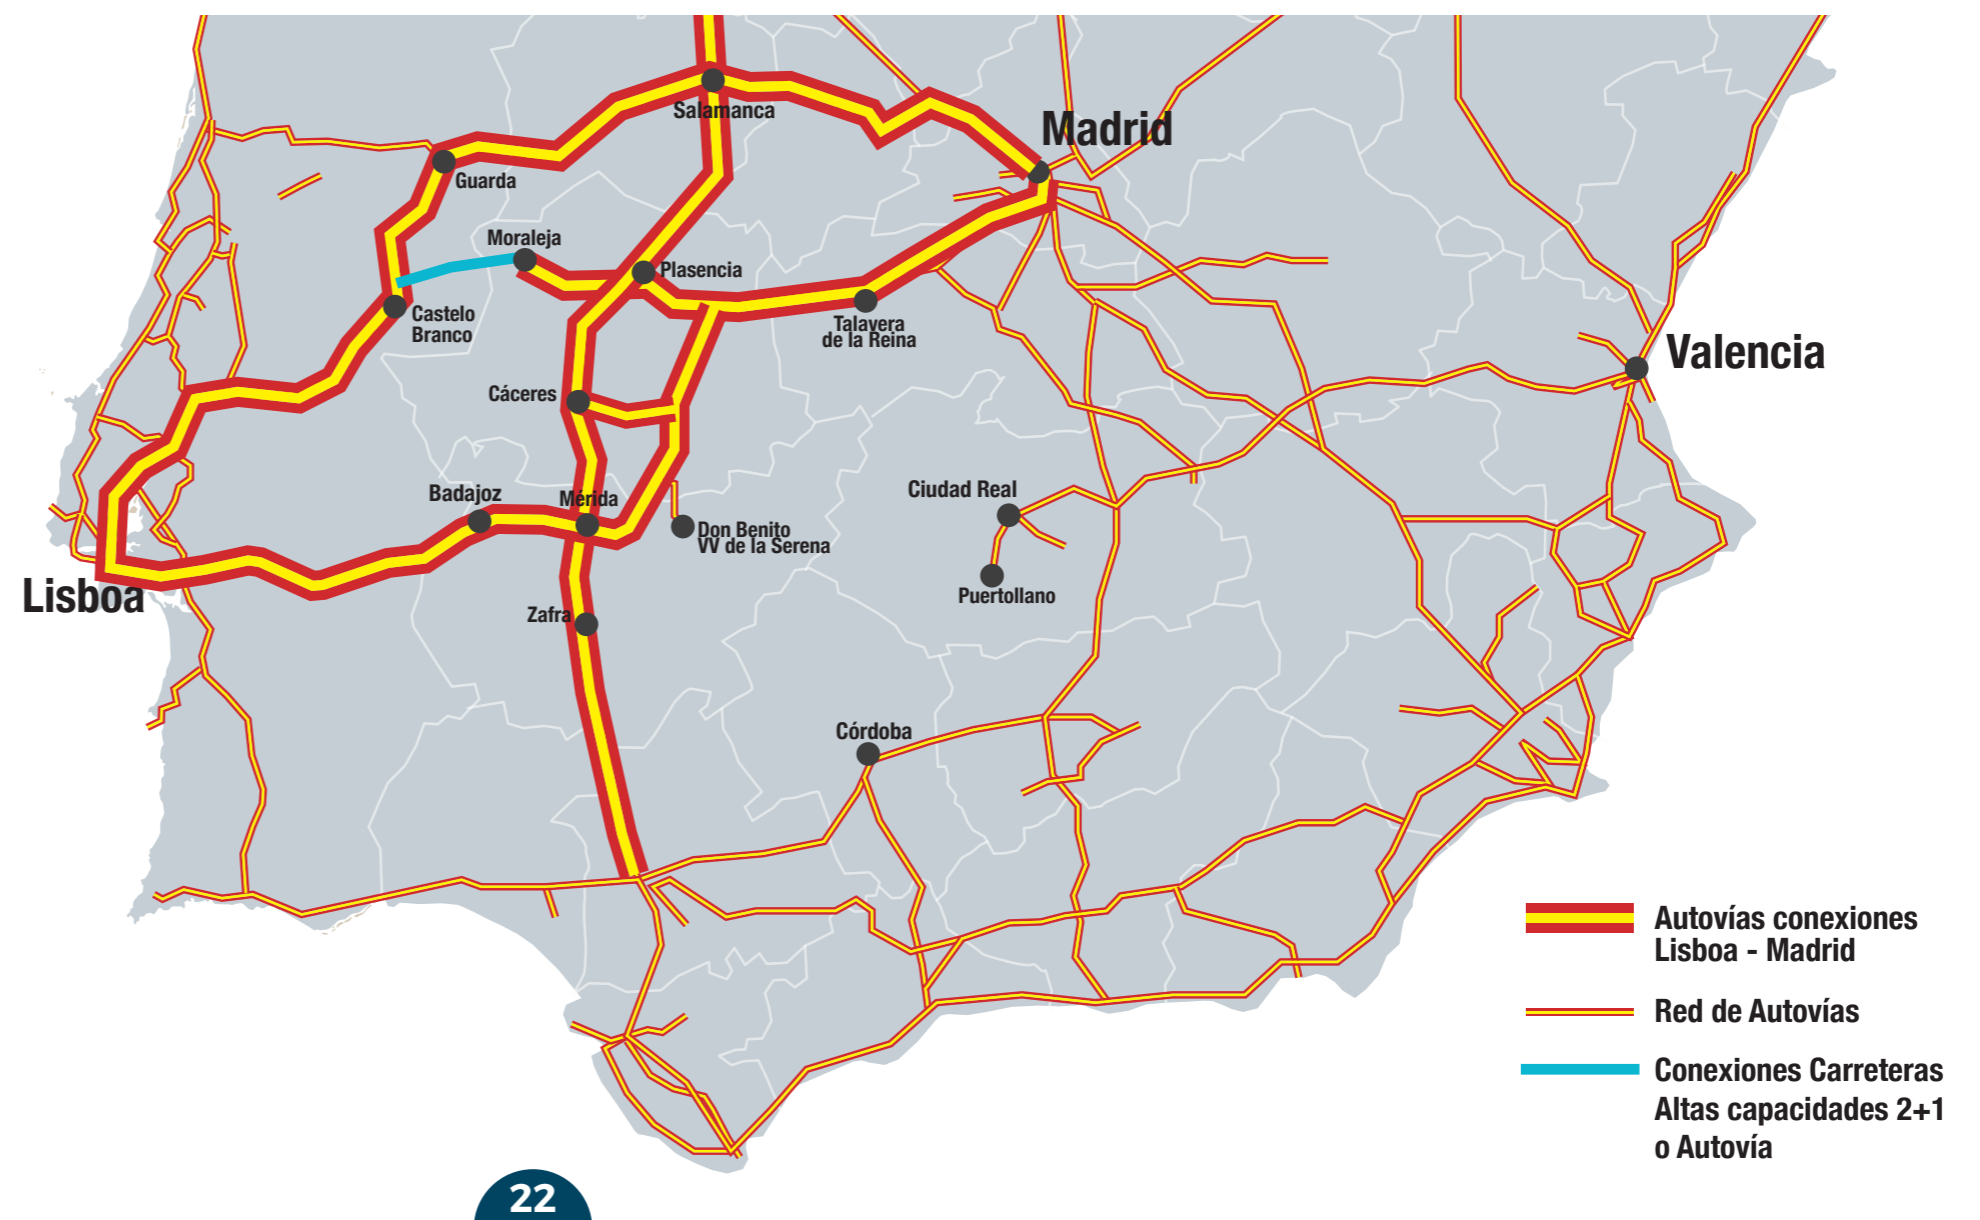 Salamanca
Madrid
Guarda
Moraleja
Plasencia
Castelo
Branco
Talavera
de la Reina
Valencia
Cáceres
Badajoz
Mérida
Ciudad Real
Don Benito
VV de la Serena
Lisboa
Puertollano
Zafra
Córdoba
Autovías conexiones
Lisboa - Madrid
Red de Autovías
Conexiones Carreteras
Altas capacidades 2+1
o Autovía
22